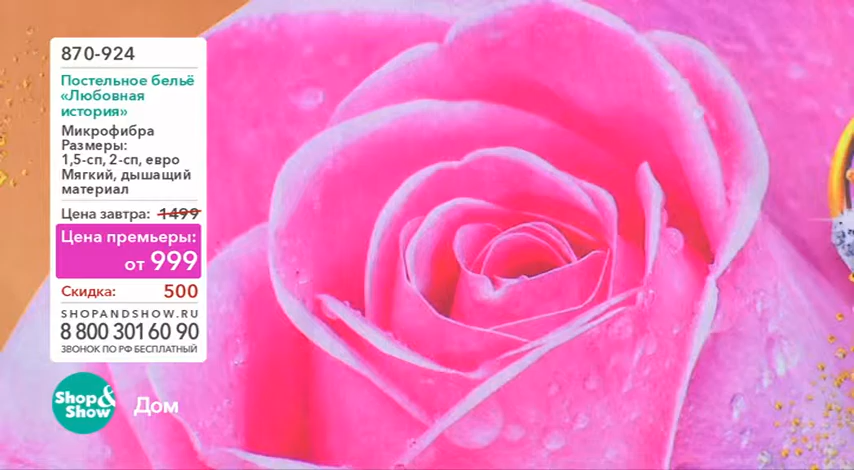 870-924
Постельное бельё
«Любовная
история»
Микрофибра
Размеры:
1,5-сп, 2-сп, евро
Мягкий, дышащий
материал
Цена завтра: 1499
Цена премьеры:
от 999
Скидка: 500
SHOPANDSHOW.RU
8 800 301 60 90
ЗВОНОК ПО РФ БЕСПЛАТНЫЙ
Shop&
Show
Дом